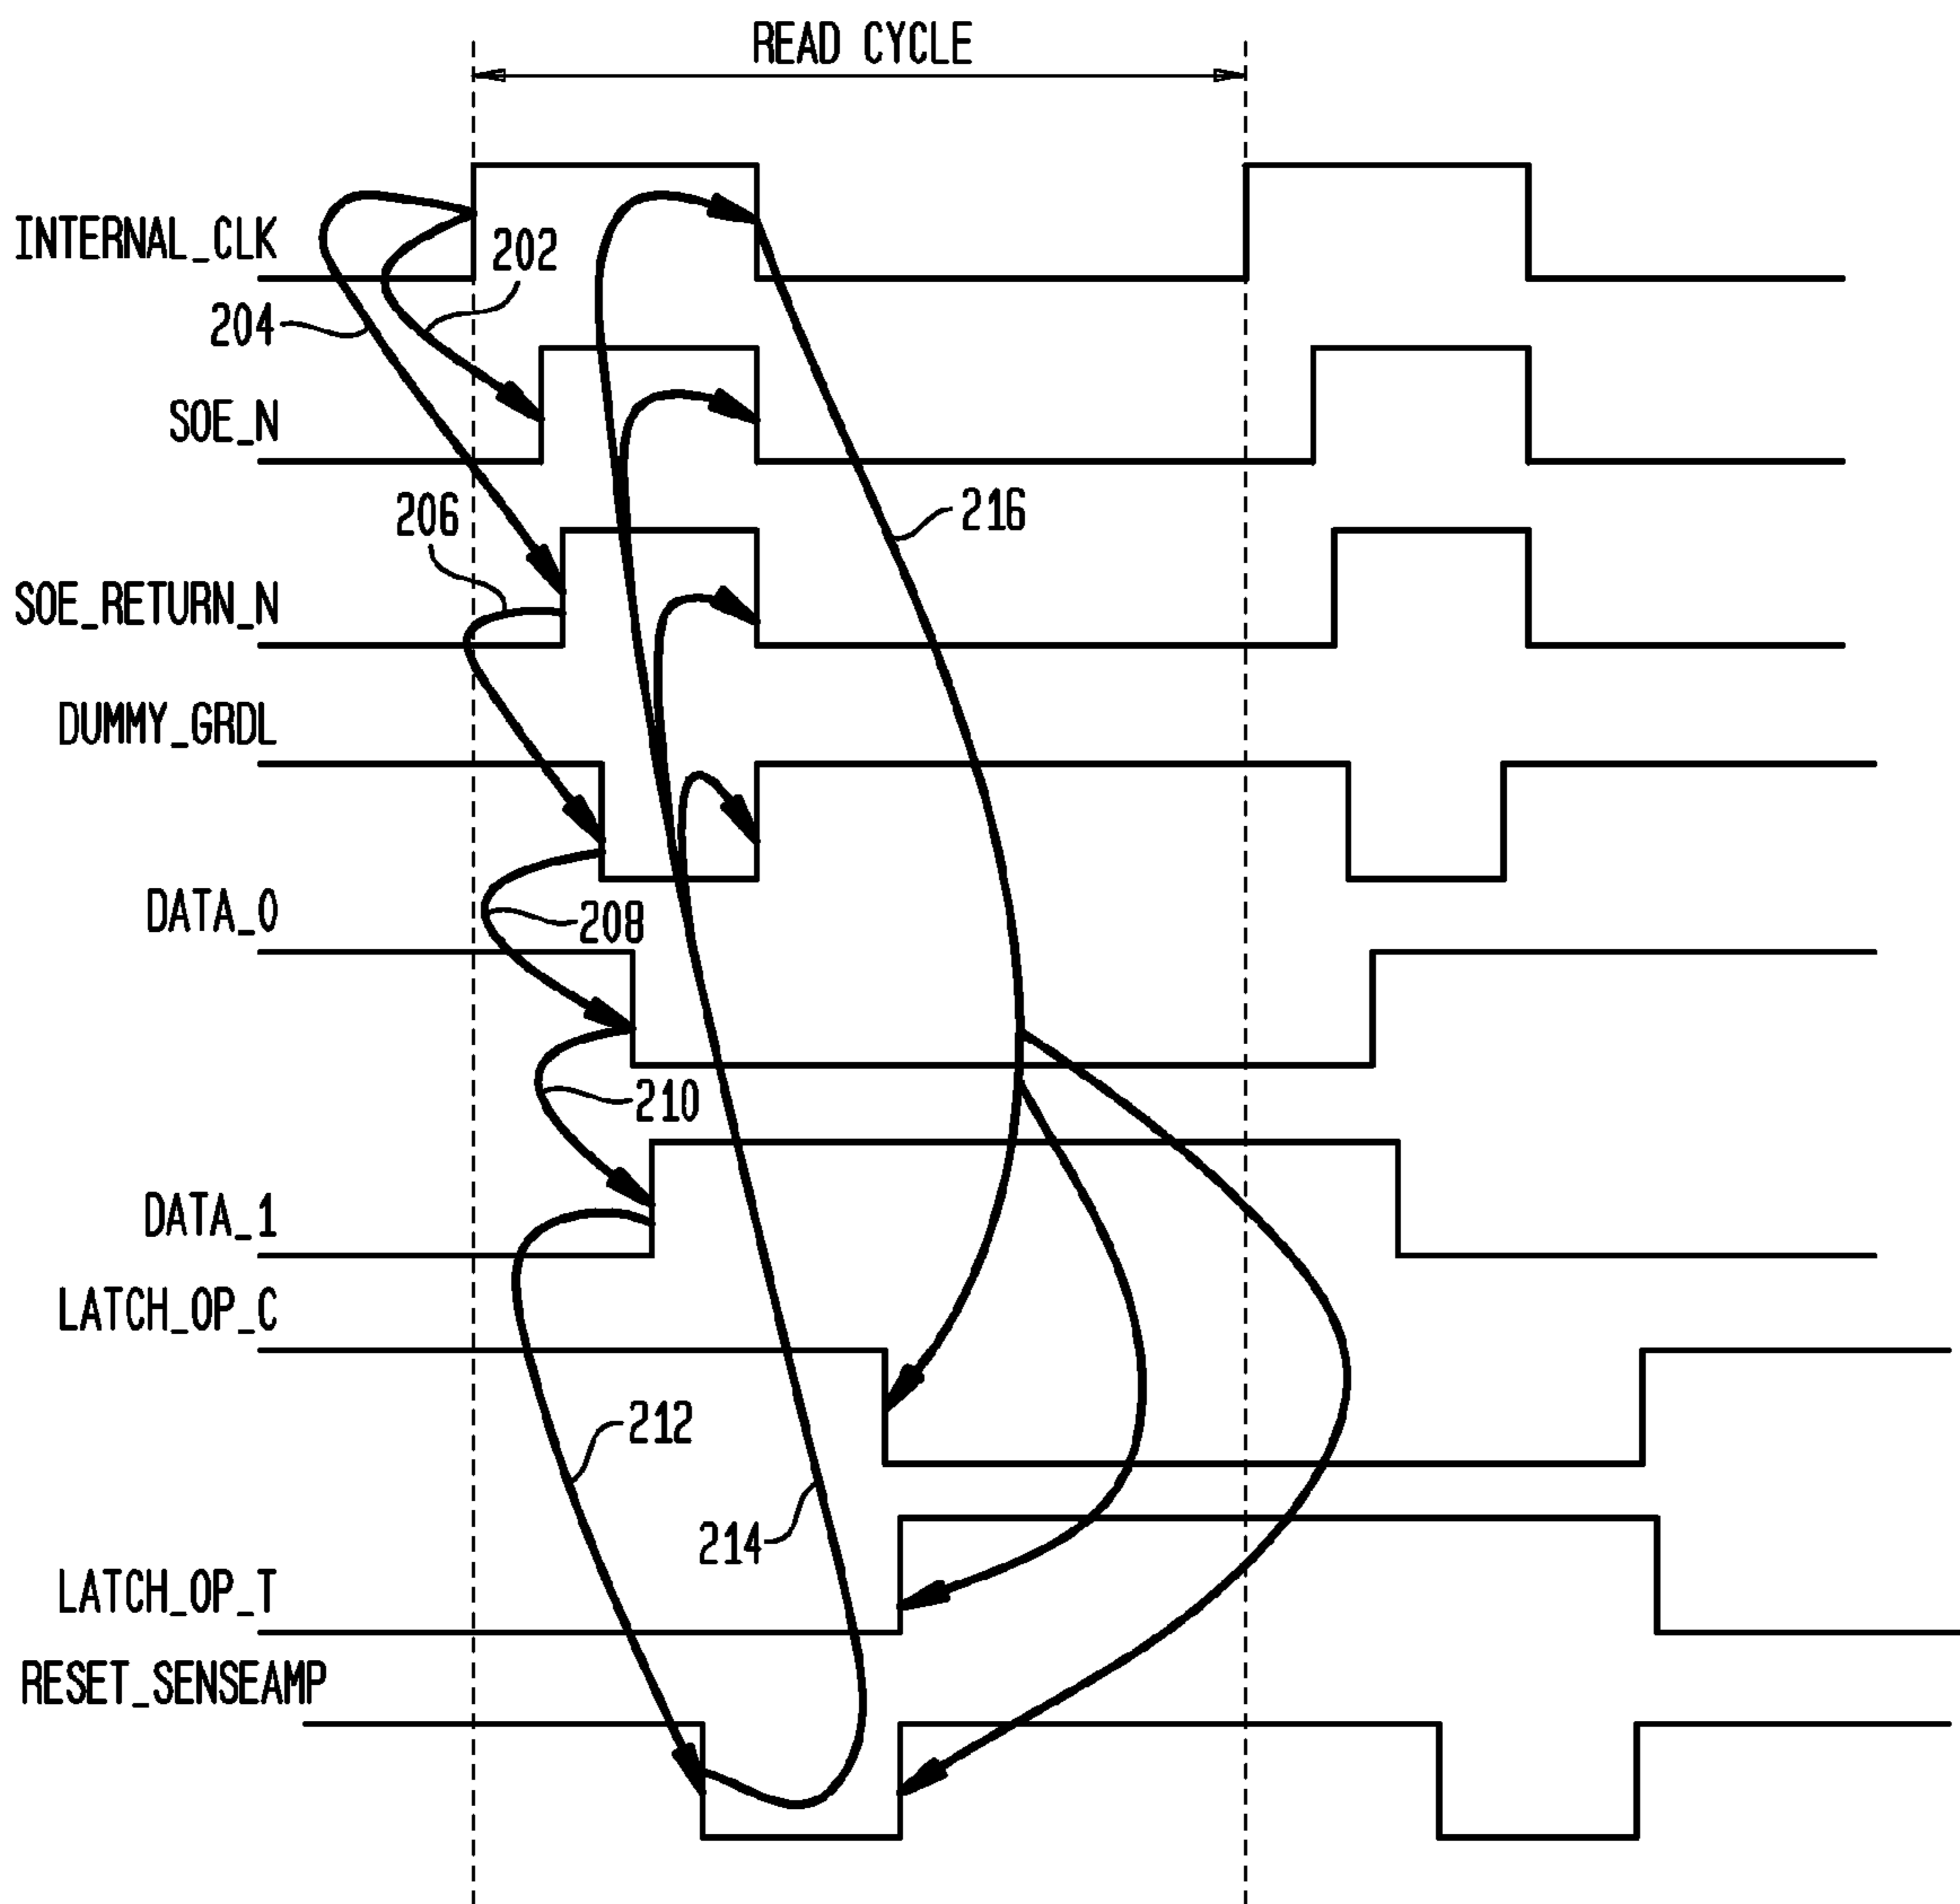 READ CYCLE
INTERNAL_CLK
202
204
SOE_N
206
216
SOE_RETURN_N
DUMMY_GRDL
DATA_0
208
210
DATA_1
LATCH_OP_C
212
214
LATCH_OP_T
RESET_SENSEAMP